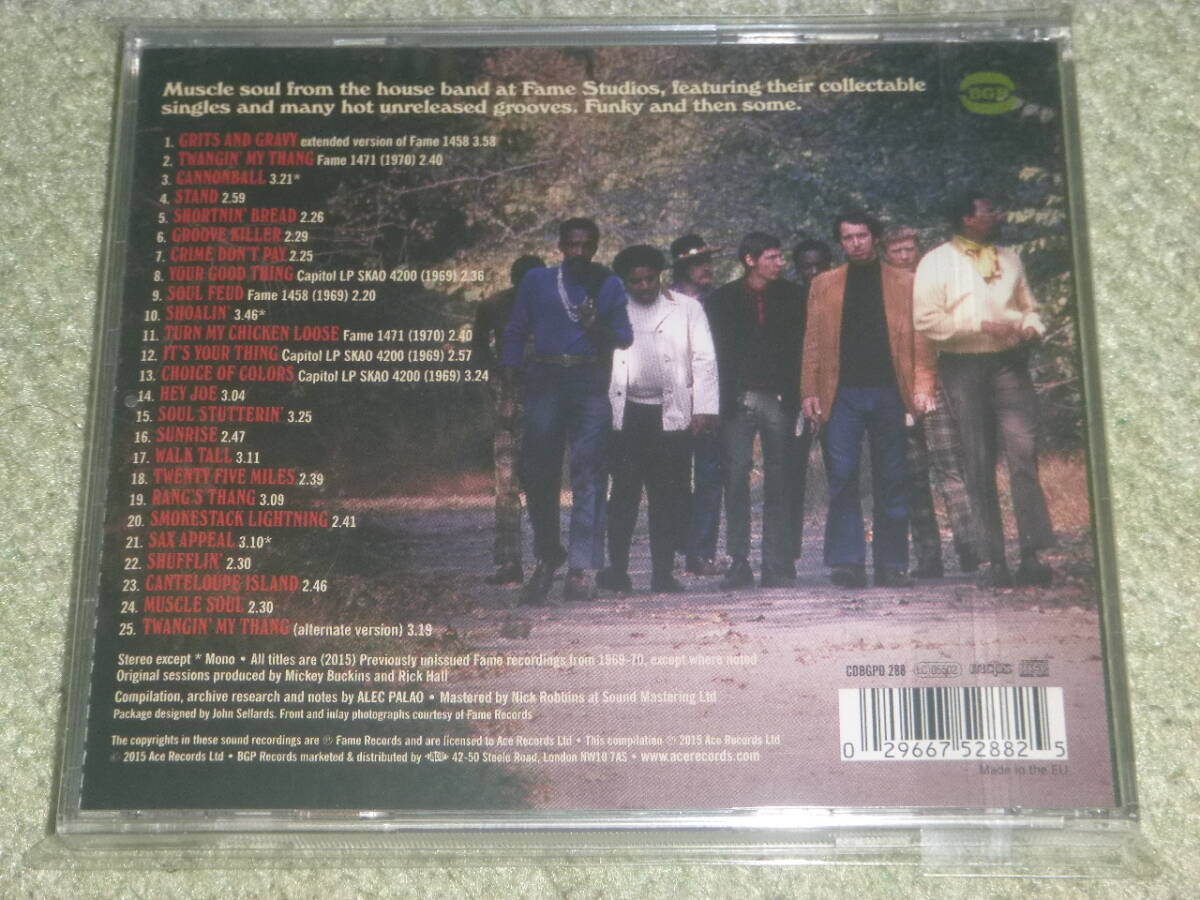 Muscle soul from the house band at Fame Studios, featuring their collectable
singles and many hot unreleased grooves. Funky and then some.
BGP
1. GRITS AND GRAVY extended version of Fame 1458 3.58
2. TWANGIN' MY THANG Fame 1471 (1970) 2.40
3. CANNONBALL 3.21*
4. STAND 2.59
5. SHORTNIN' BREAD 2.26
6. GROOVE KILLER 2.29
7. CRIME DON'T PAY 2.25
8. YOUR GOOD THING Capitol LP SKAO 4200 (1969) 2.36
9. SOUL FEUD Fame 1458 (1969) 2.20
10. SHOALIN' 3.46*
11. TURN MY CHICKEN LOOSE Fame 1471 (1970) 2.40
12. IT'S YOUR THING Capitol LP SKAO 4200 (1969) 2.57
13. CHOICE OF COLORS Capitol LP SKAO 4200 (1969) 3.24
14. HEY JOE 3.04
15. SOUL STUTTERIN' 3.25
16. SUNRISE 2.47
17. WALK TALL 3.11
18. TWENTY FIVE MILES 2.39
19. RANG'S THANG 3.09
20. SMOKESTACK LIGHTNING 2.41
21. SAX APPEAL 3.10*
22. SHUFFLIN' 2.30
23. CANTELOUPE ISLAND 2.46
24. MUSCLE SOUL 2.30
25. TWANGIN' MY THANG (alternate version) 3.19
Stereo except * Mono • All titles are (2015) Previously unissued Fame recordings from 1969-70, except where noted
Original sessions produced by Mickey Buckins and Rick Hall
Compilation, archive research and notes by ALEC PALAO • Mastered by Nick Robbins at Sound Mastering Ltd
Package designed by John Sellards. Front and inlay photographs courtesy of Fame Records
The copyrights in these sound recordings are ℗ Fame Records and are licensed to Ace Records Ltd • This compilation ℗ 2015 Ace Records Ltd
© 2015 Ace Records Ltd • BGP Records marketed & distributed by 42-50 Steele Road, London NW10 7AS • www.acerecords.com
CDBGPD 288 LC 05502
0 29667 52882 5
Made in the EU